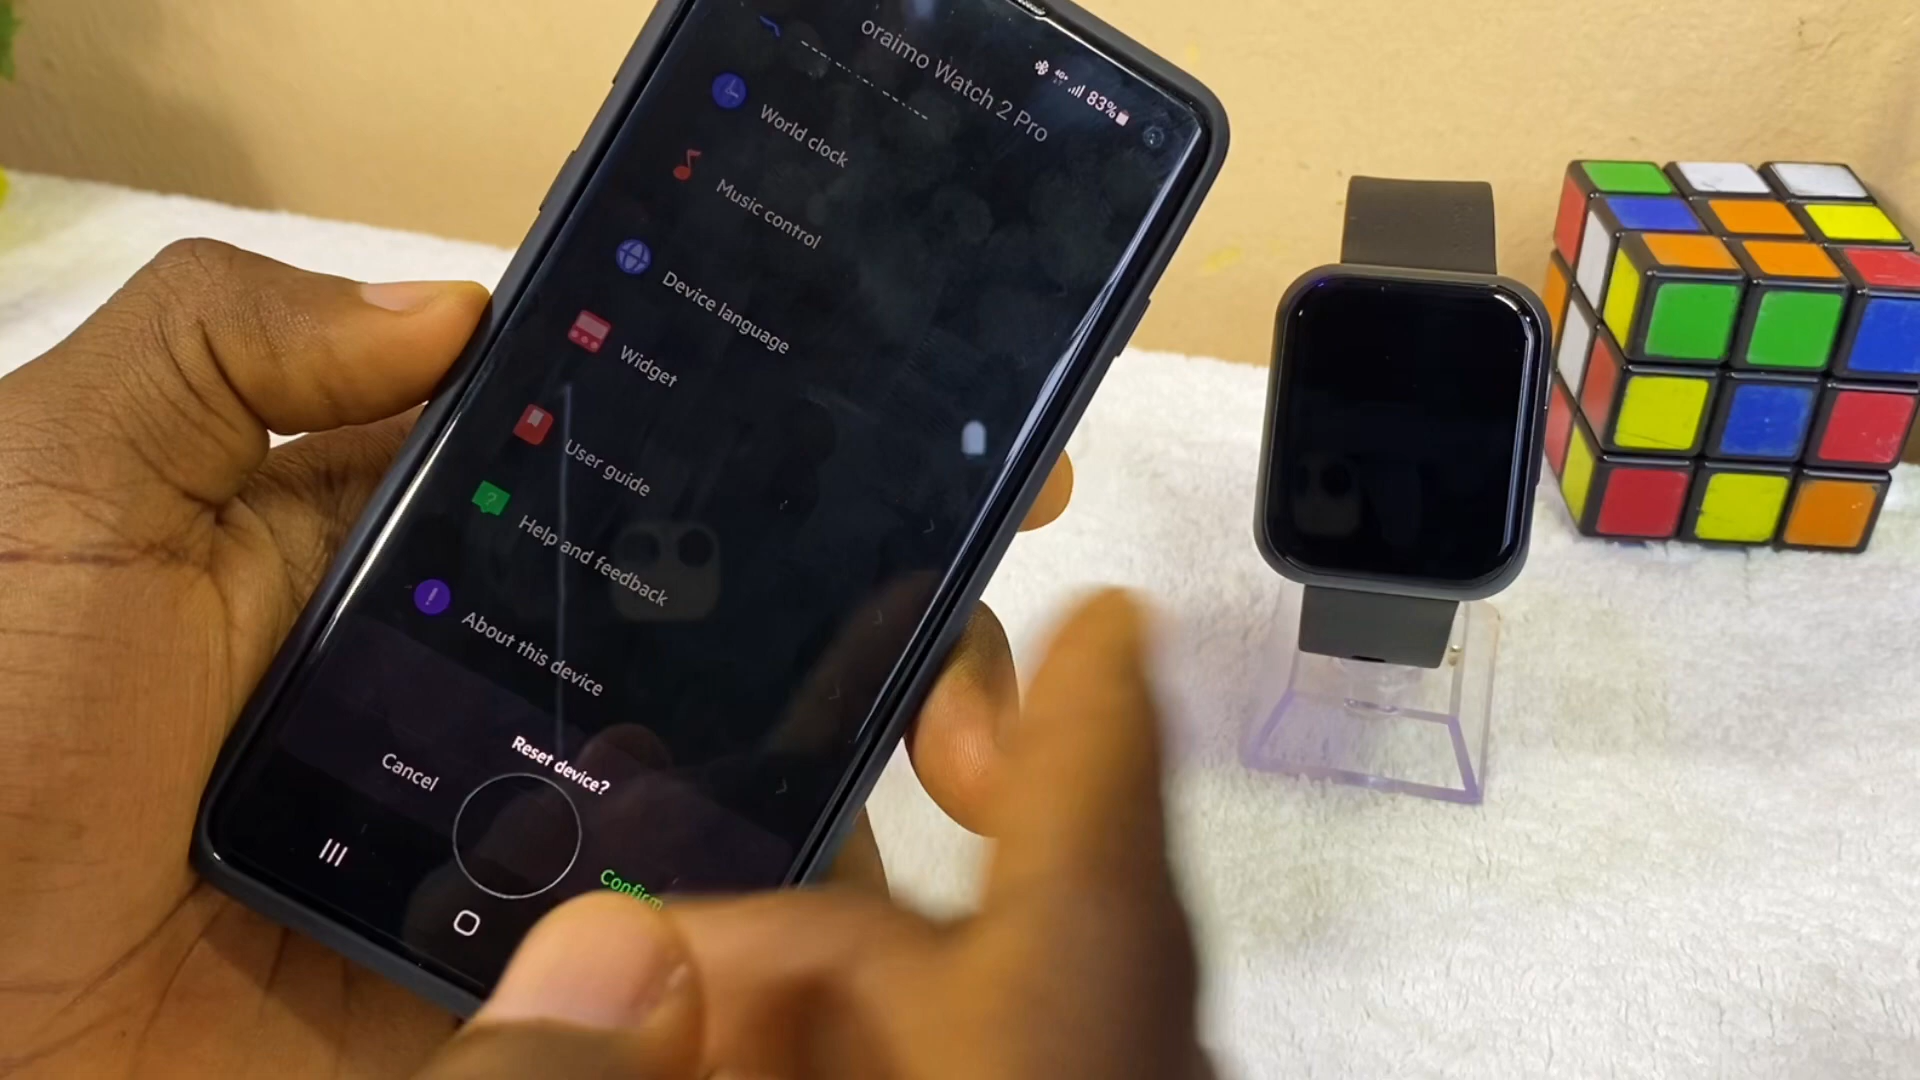 oraimo Watch 2 Pro
83%
World clock
Music control
Device language
Widget
User guide
Help and feedback
About this device
Reset device?
Cancel
Confirm